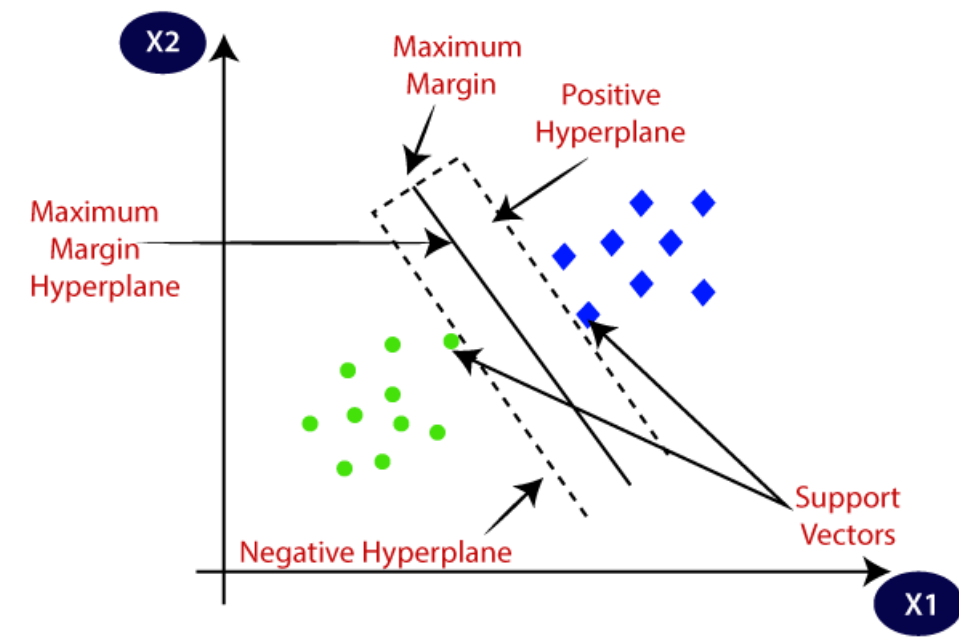 X2
Maximum
Margin
Positive
Hyperplane
Maximum
Margin
Hyperplane
Support
Vectors
Negative Hyperplane
X1